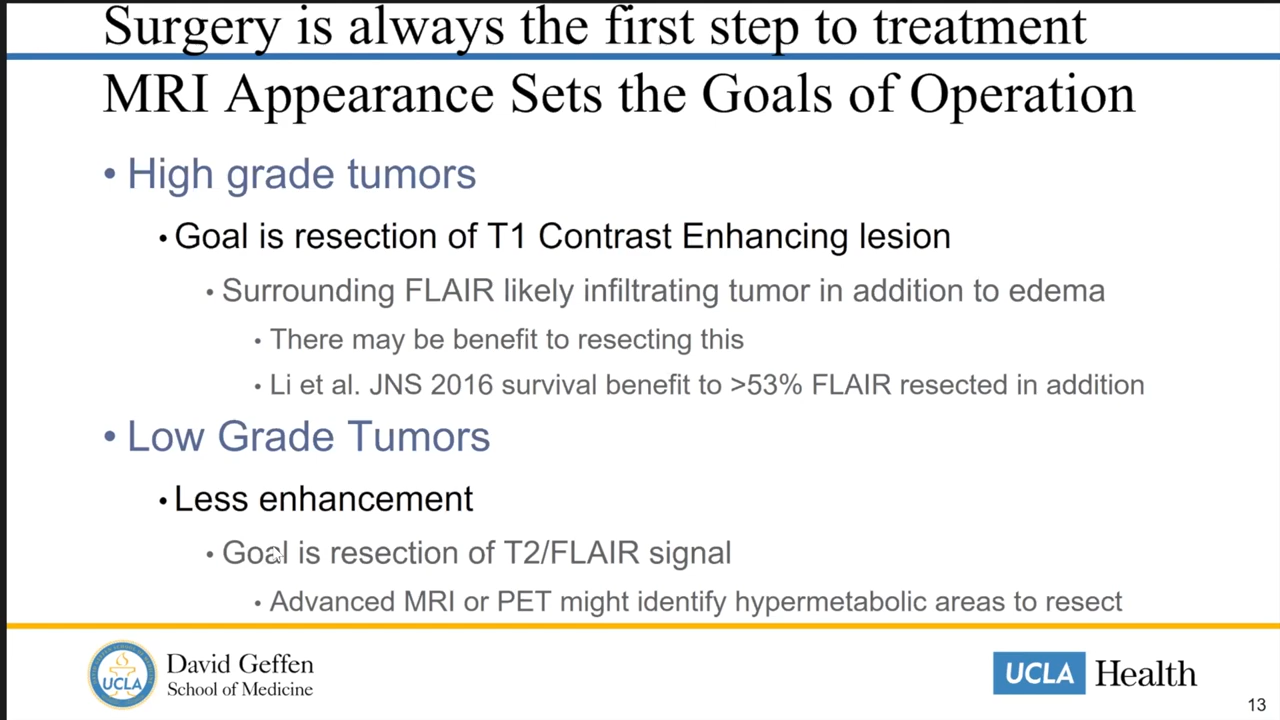 Surgery is always the first step to treatment
MRI Appearance Sets the Goals of Operation
• High grade tumors
• Goal is resection of T1 Contrast Enhancing lesion
• Surrounding FLAIR likely infiltrating tumor in addition to edema
• There may be benefit to resecting this
• Li et al. JNS 2016 survival benefit to >53% FLAIR resected in addition
• Low Grade Tumors
• Less enhancement
• Goal is resection of T2/FLAIR signal
• Advanced MRI or PET might identify hypermetabolic areas to resect
UCLA
David Geffen
School of Medicine
UCLA Health
13